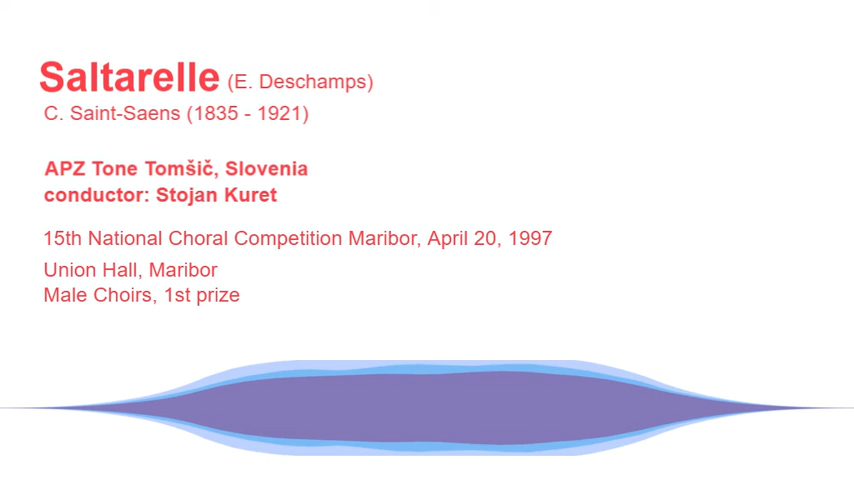 Saltarelle (E. Deschamps)
C. Saint-Saens (1835 - 1921)
APZ Tone Tomšič, Slovenia
conductor: Stojan Kuret
15th National Choral Competition Maribor, April 20, 1997
Union Hall, Maribor
Male Choirs, 1st prize